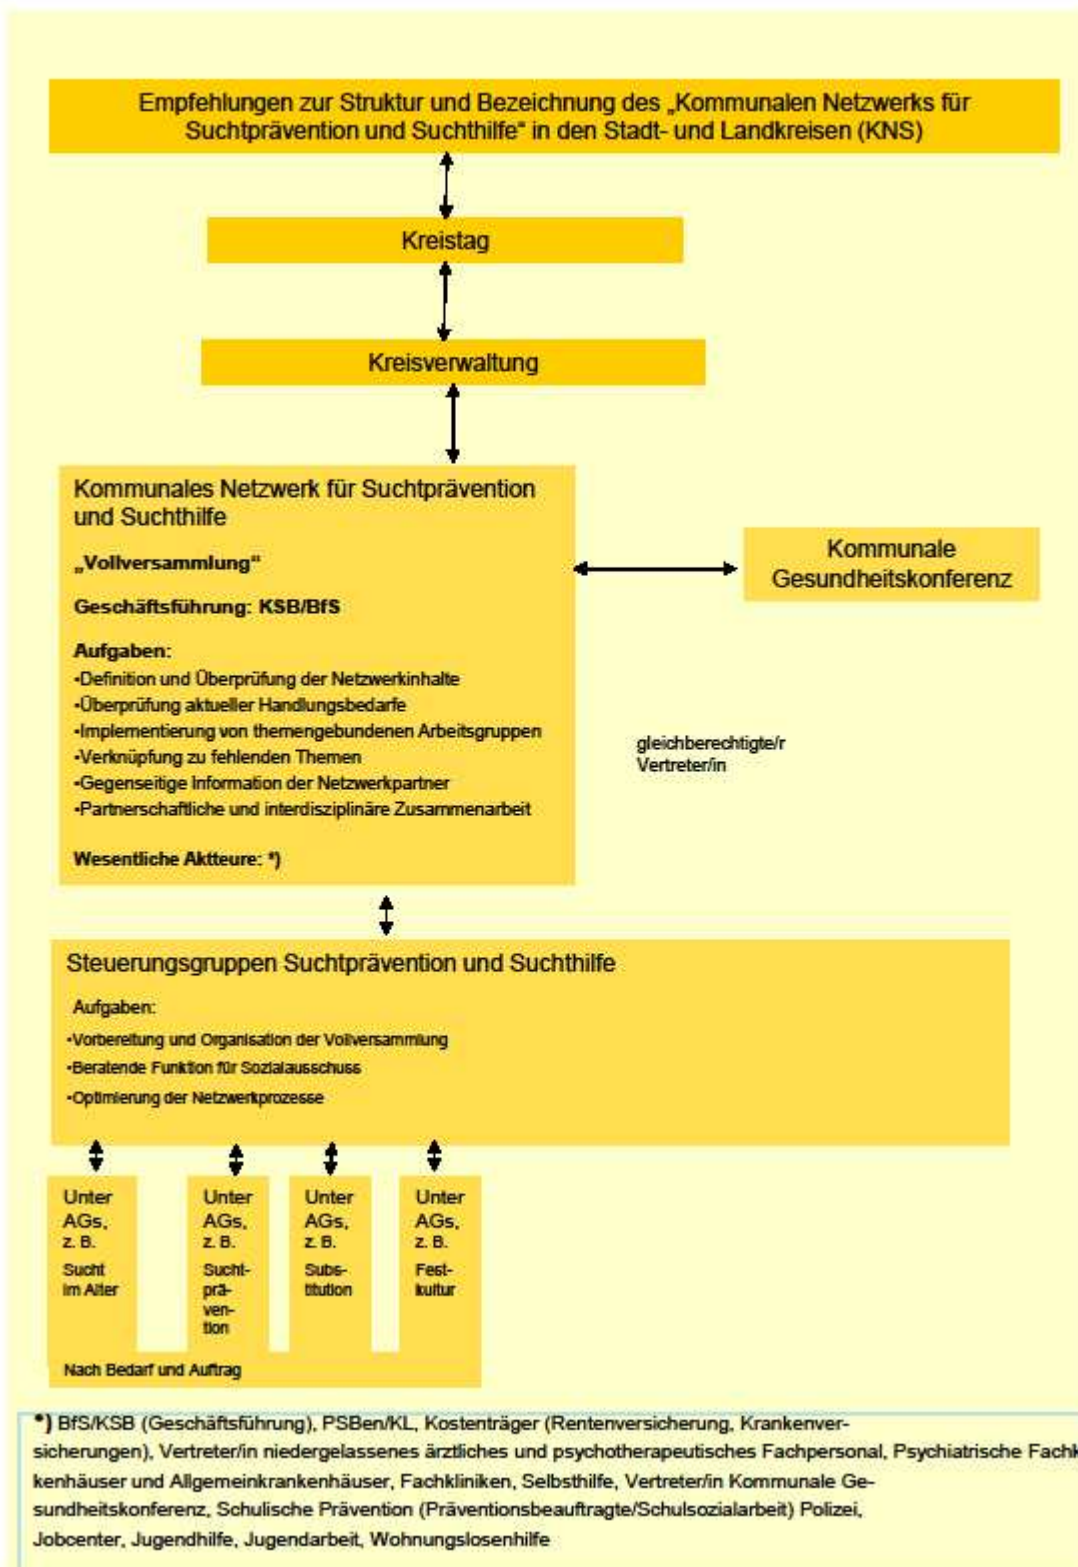 Empfehlungen zur Struktur und Bezeichnung des „Kommunalen Netzwerks für
Suchtprävention und Suchthilfe“ in den Stadt- und Landkreisen (KNS)
Kreistag
Kreisverwaltung
Kommunales Netzwerk für Suchtprävention
und Suchthilfe
„Vollversammlung“
Geschäftsführung: KSB/BfS
Aufgaben:
•Definition und Überprüfung der Netzwerkinhalte
•Überprüfung aktueller Handlungsbedarfe
•Implementierung von themengebundenen Arbeitsgruppen
•Verknüpfung zu fehlenden Themen
•Gegenseitige Information der Netzwerkpartner
•Partnerschaftliche und interdisziplinäre Zusammenarbeit
Wesentliche Aktteure: *)
Kommunale
Gesundheitskonferenz
gleichberechtigte/r
Vertreter/in
Steuerungsgruppen Suchtprävention und Suchthilfe
Aufgaben:
•Vorbereitung und Organisation der Vollversammlung
•Beratende Funktion für Sozialausschuss
•Optimierung der Netzwerkprozesse
Unter
AGs,
z. B.
Sucht
im Alter
Unter
AGs,
z. B.
Sucht-
prä-
ven-
tion
Unter
AGs,
z. B.
Subs-
titution
Unter
AGs,
z. B.
Fest-
kultur
Nach Bedarf und Auftrag
*) BfS/KSB (Geschäftsführung), PSBen/KL, Kostenträger (Rentenversicherung, Krankenver-
sicherungen), Vertreter/in niedergelassenes ärztliches und psychotherapeutisches Fachpersonal, Psychiatrische Fachk
kenhäuser und Allgemeinkrankenhäuser, Fachkliniken, Selbsthilfe, Vertreter/in Kommunale Ge-
sundheitskonferenz, Schulische Prävention (Präventionsbeauftragte/Schulsozialarbeit) Polizei,
Jobcenter, Jugendhilfe, Jugendarbeit, Wohnungslosenhilfe